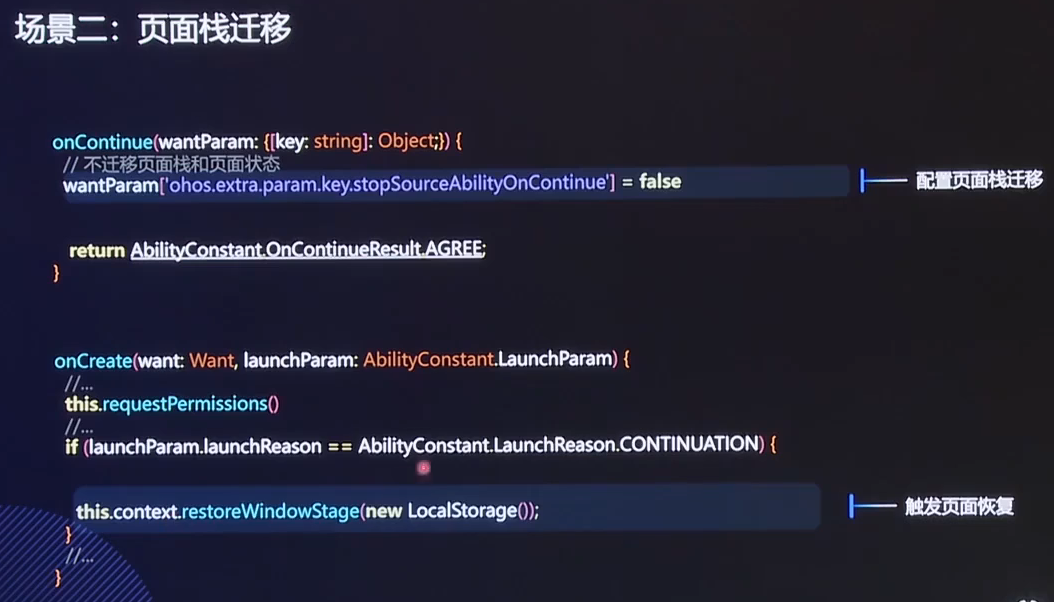 场景二：页面栈迁移
onContinue(wantParam: {[key: string]: Object;}) {
// 不迁移页面栈和页面状态
wantParam['ohos.extra.param.key.stopSourceAbilityOnContinue'] = false
配置页面栈迁移
return AbilityConstant.OnContinueResult.AGREE;
}
onCreate(want: Want, launchParam: AbilityConstant.LaunchParam) {
//...
this.requestPermissions()
//...
if (launchParam.launchReason == AbilityConstant.LaunchReason.CONTINUATION) {
this.context.restoreWindowStage(new LocalStorage());
触发页面恢复
}
//...
}